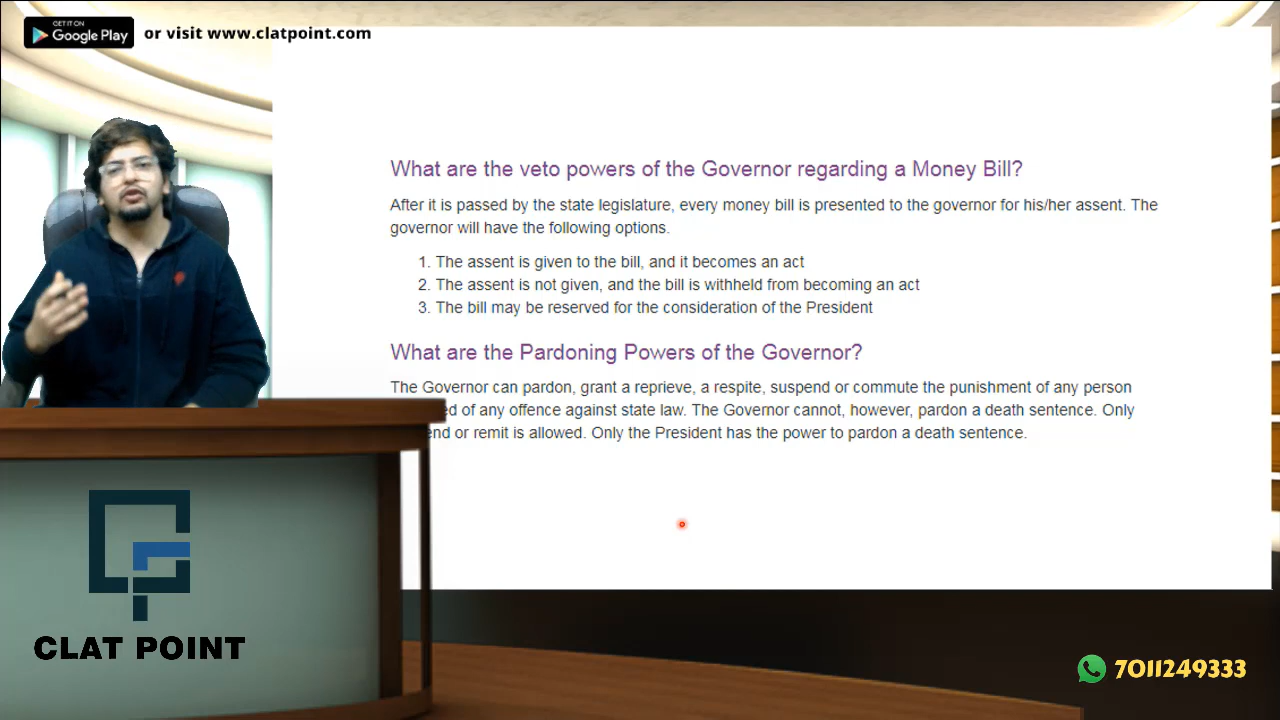 GET IT ON
Google Play
or visit www.clatpoint.com
What are the veto powers of the Governor regarding a Money Bill?
After it is passed by the state legislature, every money bill is presented to the governor for his/her assent. The
governor will have the following options.
1. The assent is given to the bill, and it becomes an act
2. The assent is not given, and the bill is withheld from becoming an act
3. The bill may be reserved for the consideration of the President
What are the Pardoning Powers of the Governor?
The Governor can pardon, grant a reprieve, a respite, suspend or commute the punishment of any person
ed of any offence against state law. The Governor cannot, however, pardon a death sentence. Only
end or remit is allowed. Only the President has the power to pardon a death sentence.
CLAT POINT
7011249333